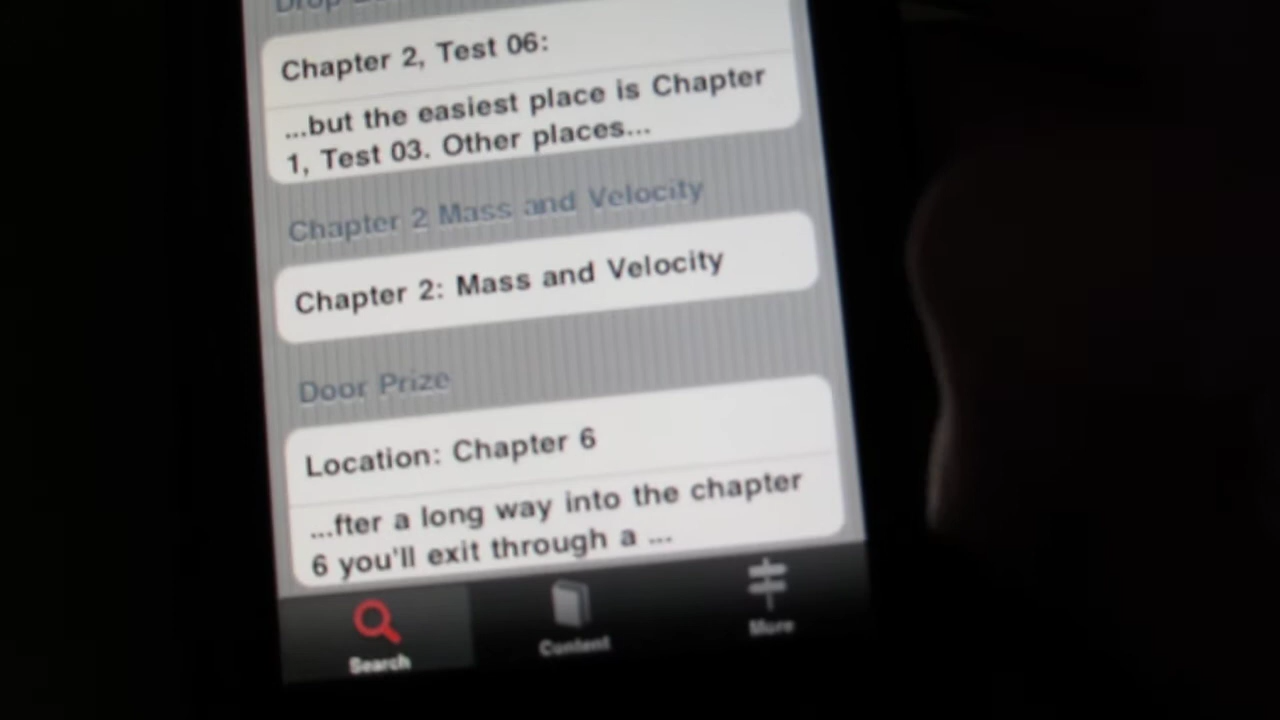 Drop
Chapter 2, Test 06:
...but the easiest place is Chapter
1, Test 03. Other places...
Chapter 2 Mass and Velocity
Chapter 2: Mass and Velocity
Door Prize
Location: Chapter 6
...fter a long way into the chapter
6 you'll exit through a ...
Search
Content
More